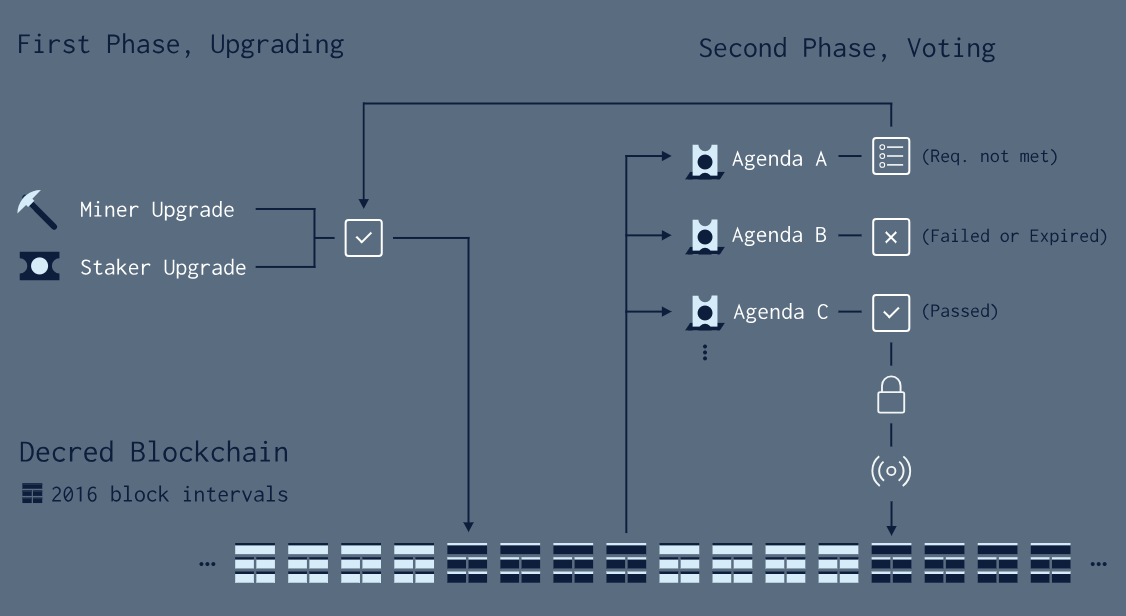 First Phase, Upgrading
Second Phase, Voting
Miner Upgrade
Staker Upgrade
Agenda A
(Req. not met)
Agenda B
(Failed or Expired)
Agenda C
(Passed)
Decred Blockchain
2016 block intervals